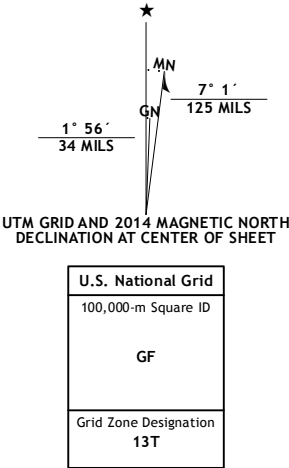 ★
MN
7° 1´
125 MILS
GN
1° 56´
34 MILS
UTM GRID AND 2014 MAGNETIC NORTH
DECLINATION AT CENTER OF SHEET
U.S. National Grid
100,000-m Square ID
GF
Grid Zone Designation
13T